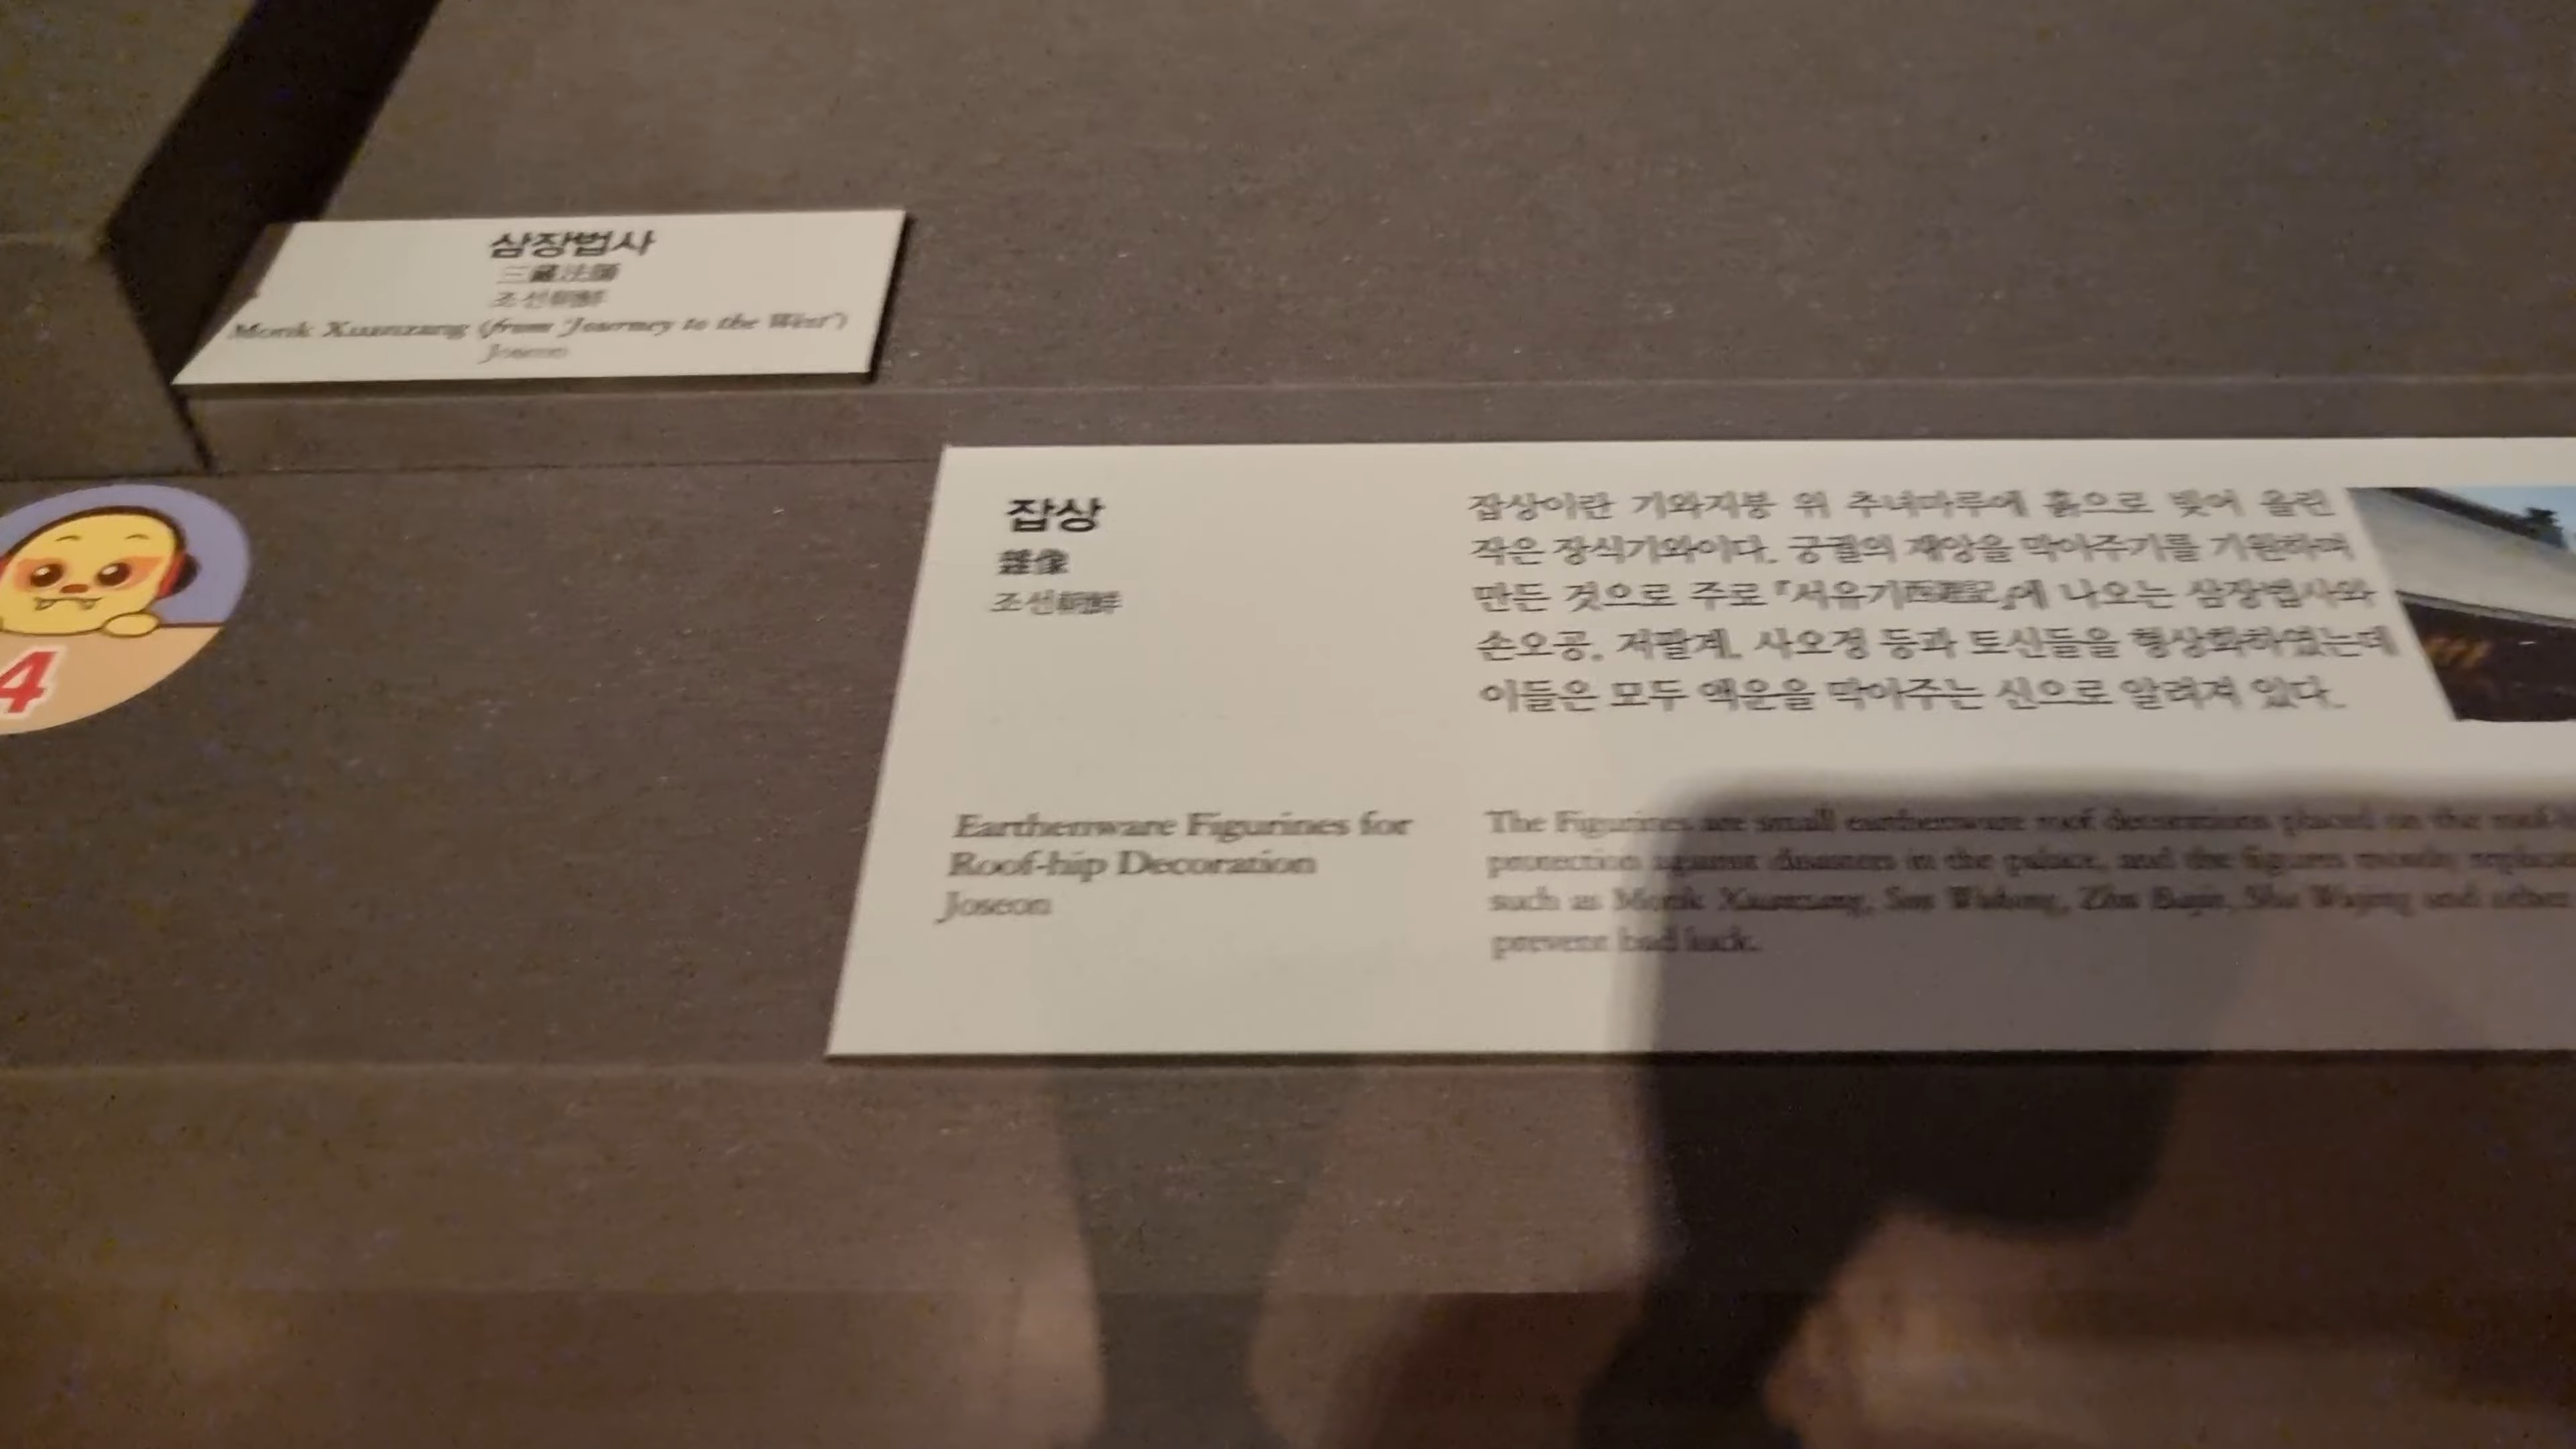 삼장법사
三藏法師
조선朝鮮
Monk Xuanzang (from 'Journey to the West')
Joseon
4
잡상
雜像
조선朝鮮
잡상이란 기와지붕 위 추녀마루에 흙으로 빚어 올린
작은 장식기와이다. 궁궐의 재앙을 막아주기를 기원하며
만든 것으로 주로 『서유기西遊記』에 나오는 삼장법사와
손오공, 저팔계, 사오정 등과 토신들을 형상화하였는데
이들은 모두 액운을 막아주는 신으로 알려져 있다.
Earthenware Figurines for
Roof-hip Decoration
Joseon
The Figurines are small earthenware roof decorations placed on the
protection against disasters in the palace, and the figures mostly
such as Monk Xuanzang, Sun Wukong, Zhu Bajie, Sha Wujing and other
prevent bad luck.